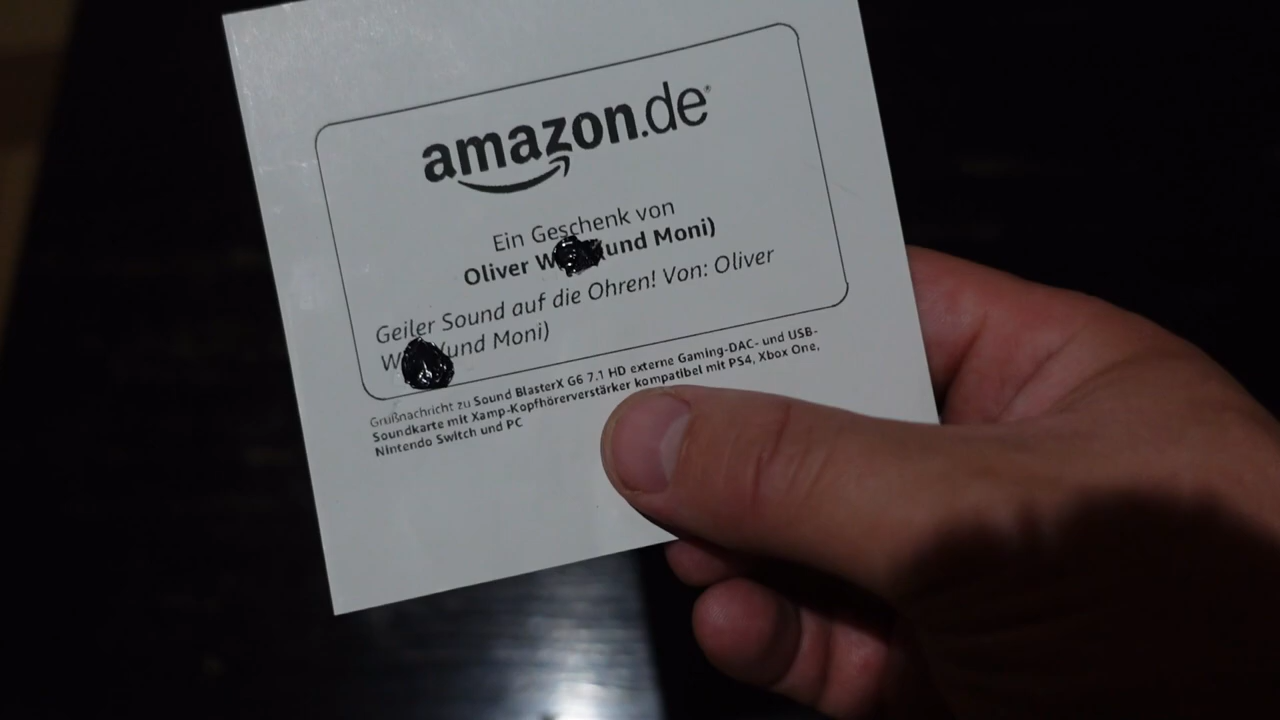 amazon.de
Ein Geschenk von
Oliver W und Moni)
Geiler Sound auf die Ohren! Von: Oliver
W und Moni)
Grußnachricht zu Sound BlasterX G6 7.1 HD externe Gaming-DAC- und USB-
Soundkarte mit Xamp-Kopfhörerverstärker kompatibel mit PS4, Xbox One,
Nintendo Switch und PC